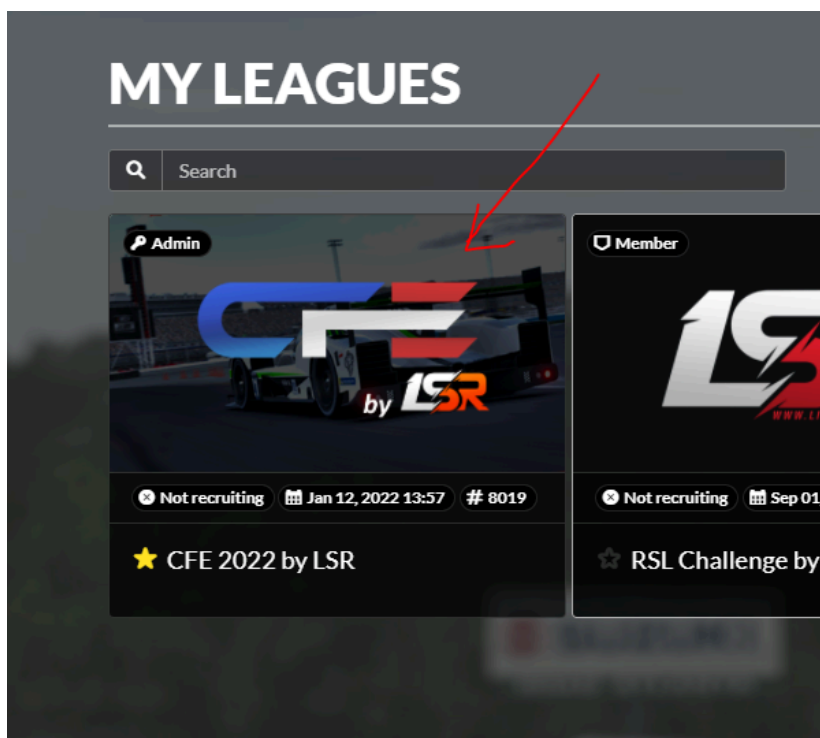 MY LEAGUES
Search
Admin
CFE
by LSR
Not recruiting
Jan 12, 2022 13:57
# 8019
CFE 2022 by LSR
Member
LS
Not recruiting
Sep 01
RSL Challenge by